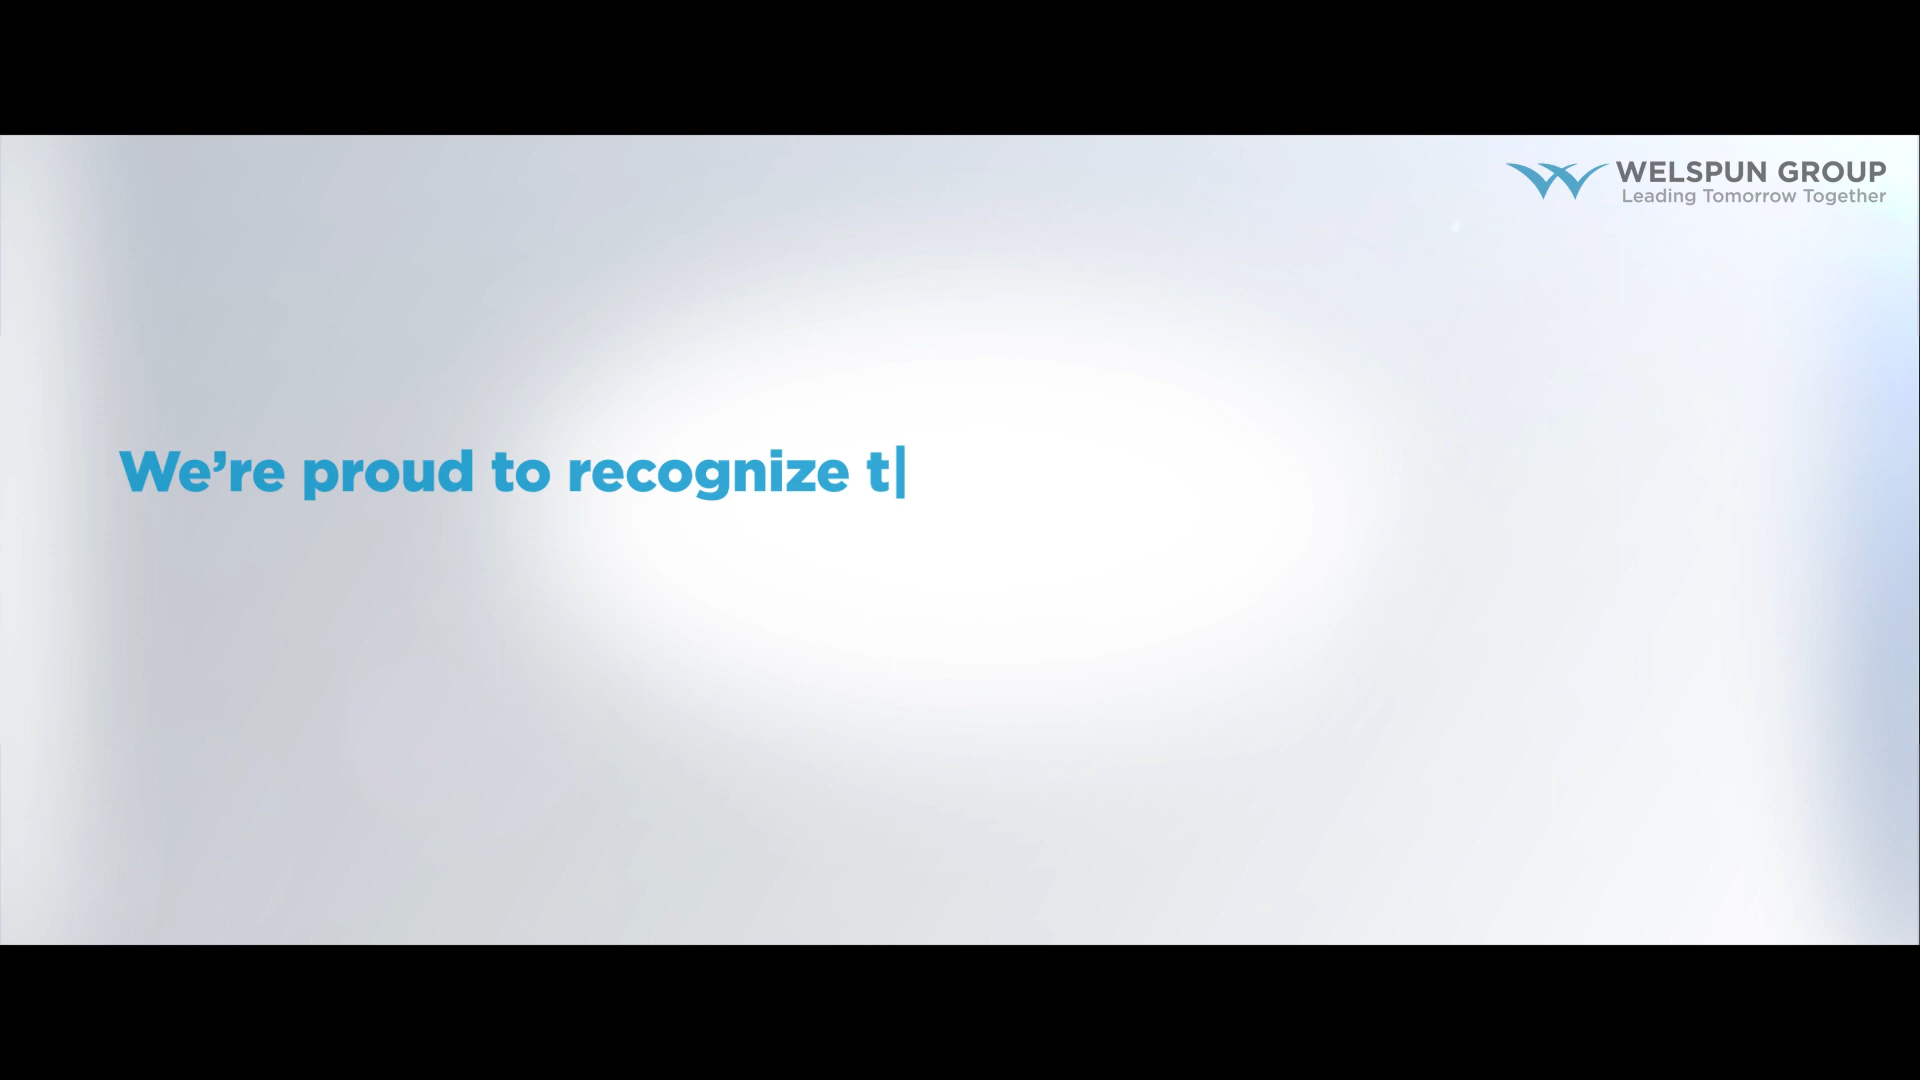 WELSPUN GROUP
Leading Tomorrow Together
We’re proud to recognize t|